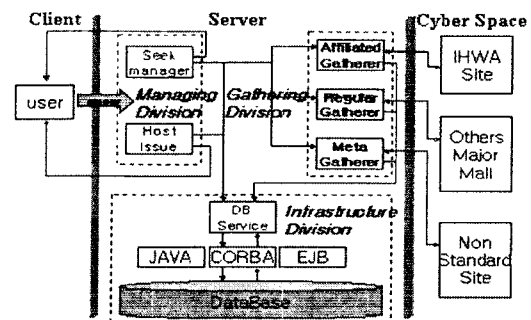 Client
Server
Cyber Space
Seek
manager
Affiliated
Gatherer
IHWA
Site
user
Managing
Division
Gathering
Division
Regular
Gatherer
Host
Issue
Meta
Gatherer
Others
Major
Mall
DB
Service
Infrastructure
Division
JAVA
CORBA
EJB
DataBase
Non
Standard
Site